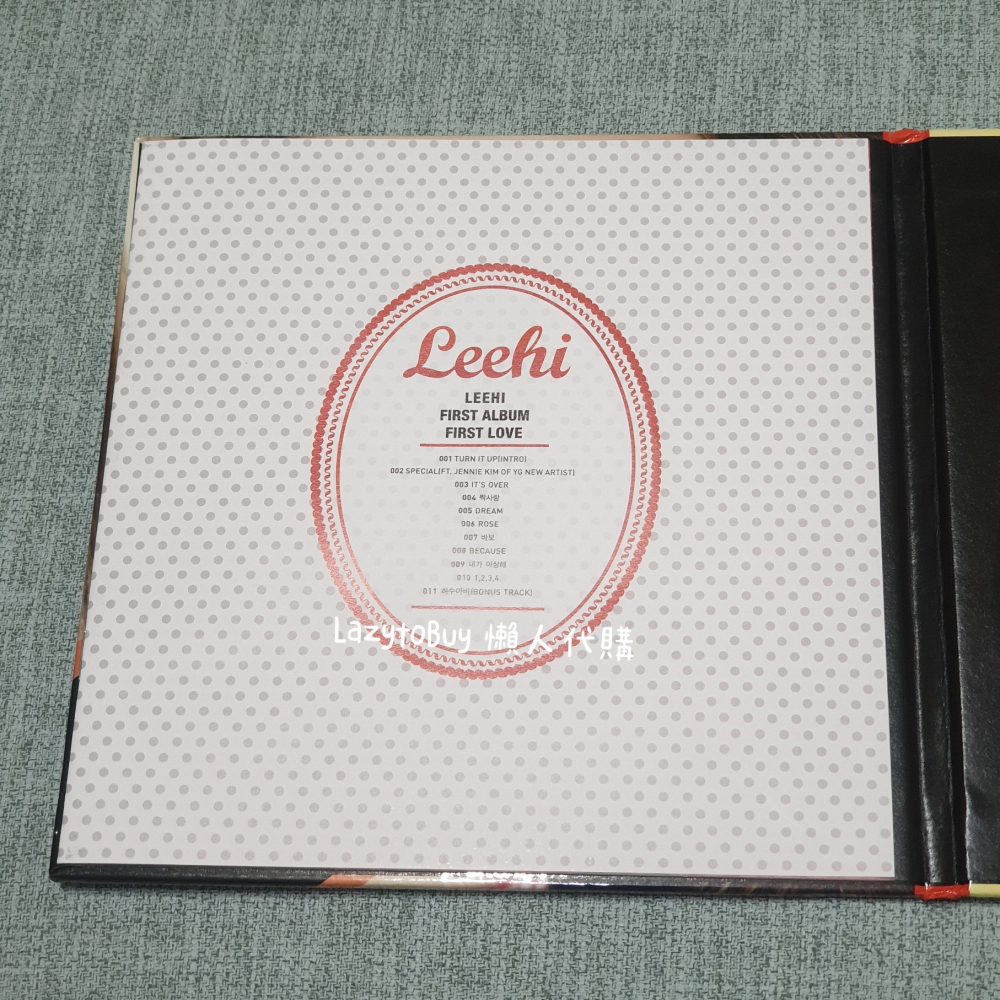 Leehi
LEEHI
FIRST ALBUM
FIRST LOVE
001 TURN IT UP(INTRO)
002 SPECIAL(FT. JENNIE KIM OF YG NEW ARTIST)
003 IT'S OVER
004 짝사랑
005 DREAM
006 ROSE
007 바보
008 BECAUSE
009 내가 이상해
010 1,2,3,4
011 허수아비(BONUS TRACK)
LazytoBuy 懶人代購